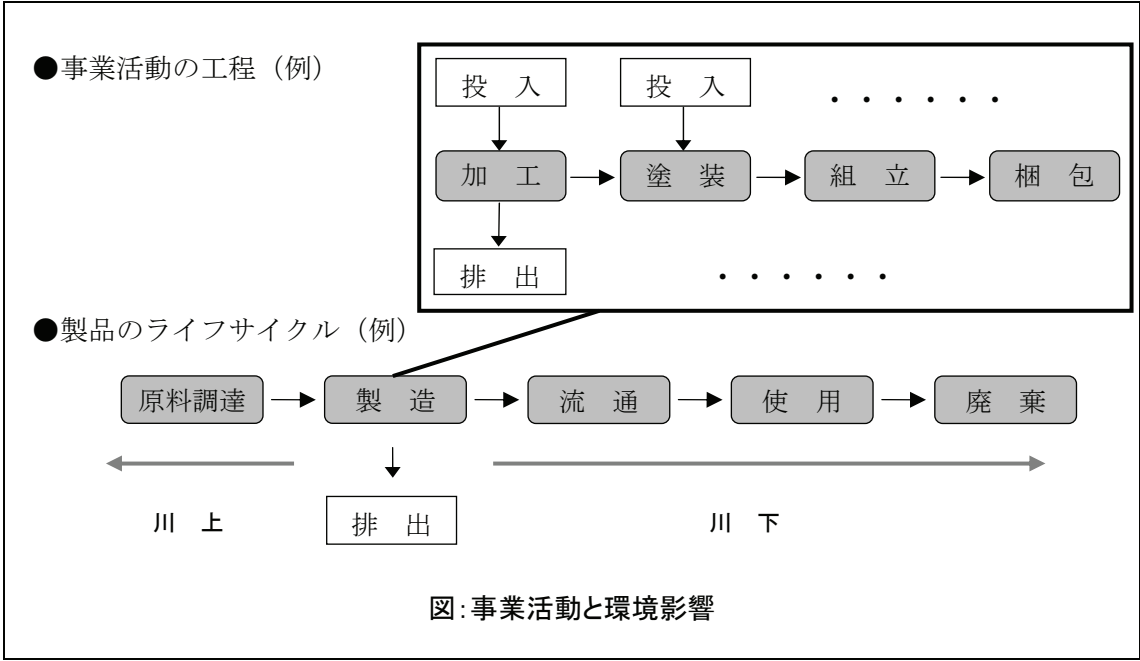 ●事業活動の工程（例）
投　入　投　入　・・・・・・
加　工　塗　装　組　立　梱　包
排　出　・・・・・・
●製品のライフサイクル（例）
原料調達　製　造　流　通　使　用　廃　棄
川　上　排　出　川　下
図：事業活動と環境影響